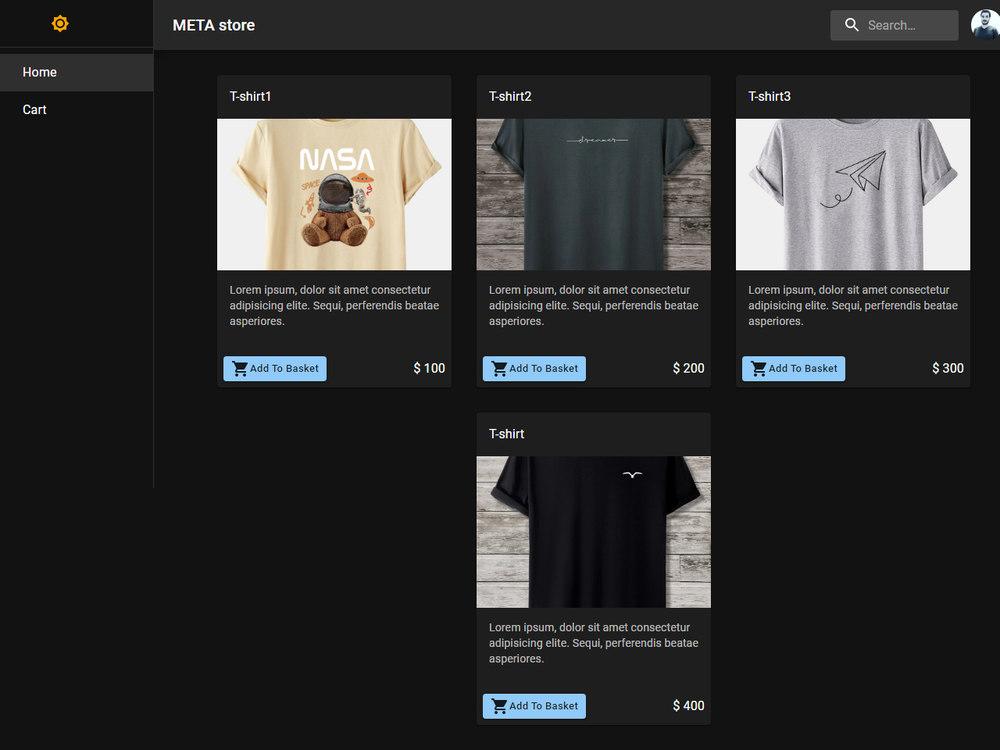 META store
Search…
Home
Cart
T-shirt1
NASA
SPACE
Lorem ipsum, dolor sit amet consectetur
adipisicing elite. Sequi, perferendis beatae
asperiores.
Add To Basket
$ 100
T-shirt2
dreamer
Lorem ipsum, dolor sit amet consectetur
adipisicing elite. Sequi, perferendis beatae
asperiores.
Add To Basket
$ 200
T-shirt3
Lorem ipsum, dolor sit amet consectetur
adipisicing elite. Sequi, perferendis beatae
asperiores.
Add To Basket
$ 300
T-shirt
Lorem ipsum, dolor sit amet consectetur
adipisicing elite. Sequi, perferendis beatae
asperiores.
Add To Basket
$ 400